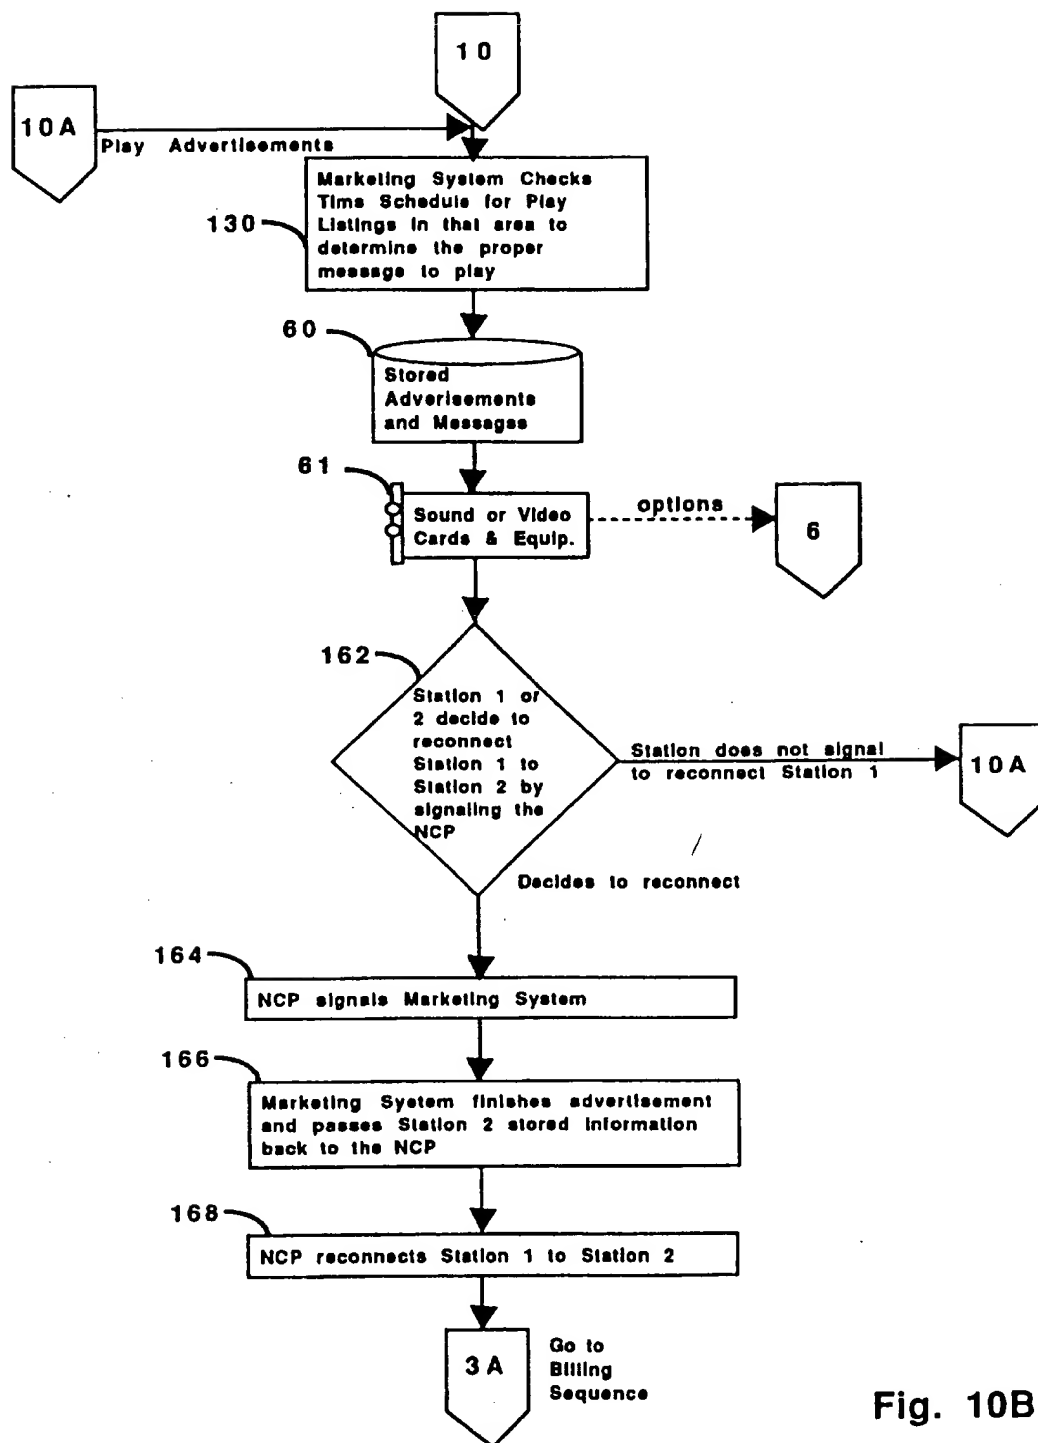 10
10A
Play Advertisements
130
Marketing System Checks
Tims Schedule for Play
Listings in that area to
determine the proper
message to play
60
Stored
Adverisements
and Messages
61
Sound or Video
Cards & Equip.
options
6
162
Station 1 or
2 decide to
reconnect
Station 1 to
Station 2 by
signaling the
NCP
Station does not signal
to reconnect Station 1
10A
Decides to reconnect
164
NCP signals Marketing System
166
Marketing System finishes advertisement
and passes Station 2 stored information
back to the NCP
168
NCP reconnects Station 1 to Station 2
3A
Go to
Billing
Sequence
Fig. 10B